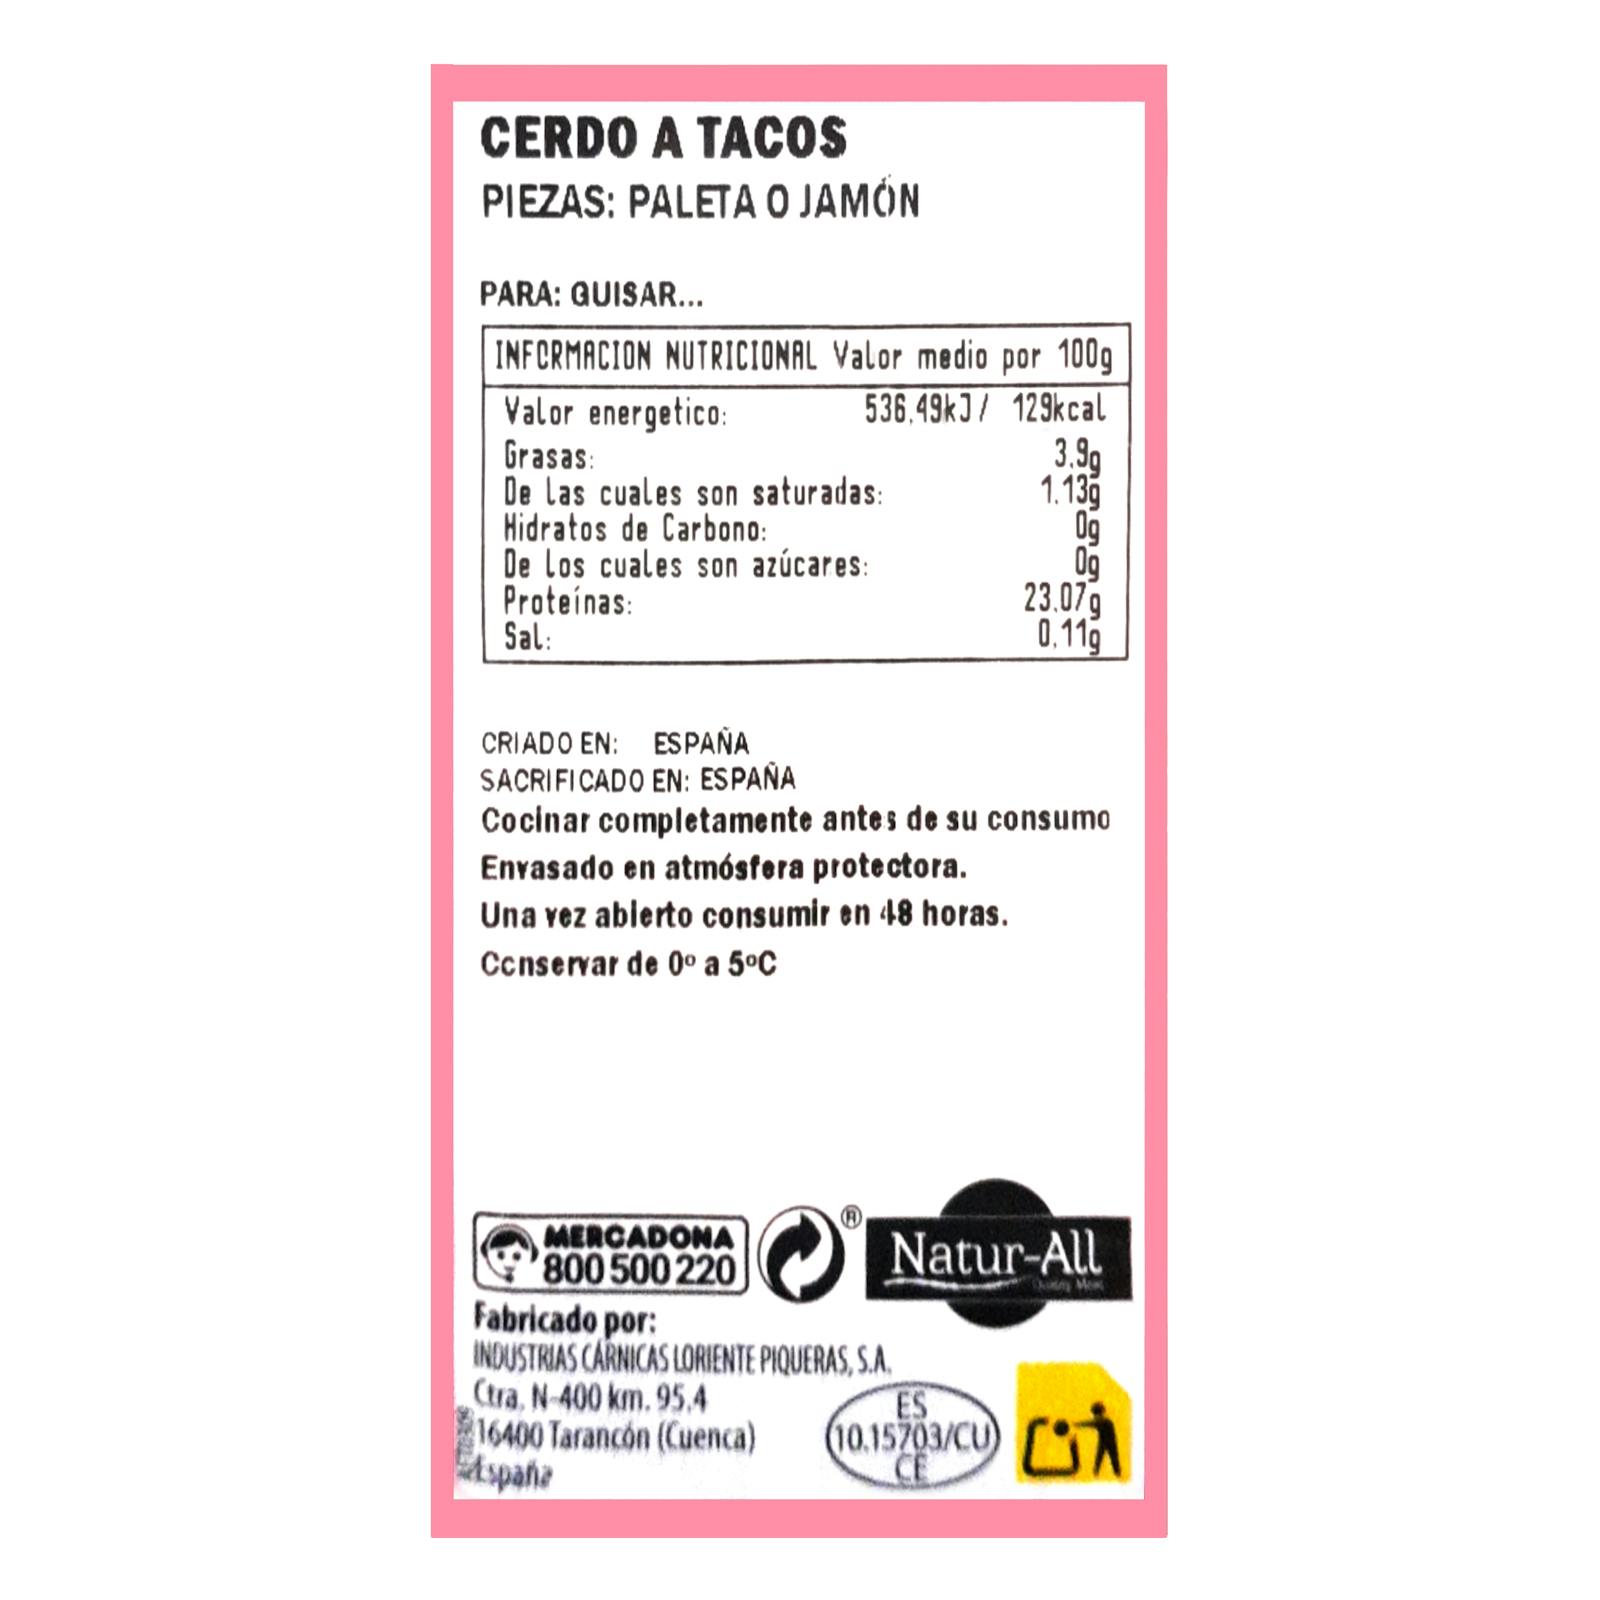 CERDO A TACOS
PIEZAS: PALETA O JAMÓN
PARA: GUISAR...
INFORMACION NUTRICIONAL Valor medio por 100g
Valor energetico: 536,49kJ/ 129kcal
Grasas: 3,9g
De las cuales son saturadas: 1,13g
Hidratos de Carbono: 0g
De los cuales son azúcares: 0g
Proteínas: 23,07g
Sal: 0,11g
CRIADO EN: ESPAÑA
SACRIFICADO EN: ESPAÑA
Cocinar completamente antes de su consumo
Envasado en atmósfera protectora.
Una vez abierto consumir en 48 horas.
Conservar de 0º a 5ºC
MERCADONA
800 500 220
®
Natur-All
Quality Meat
Fabricado por:
INDUSTRIAS CÁRNICAS LORIENTE PIQUERAS, S.A.
Ctra. N-400 km. 95,4
16400 Tarancón (Cuenca)
España
ES
10.15703/CU
CE